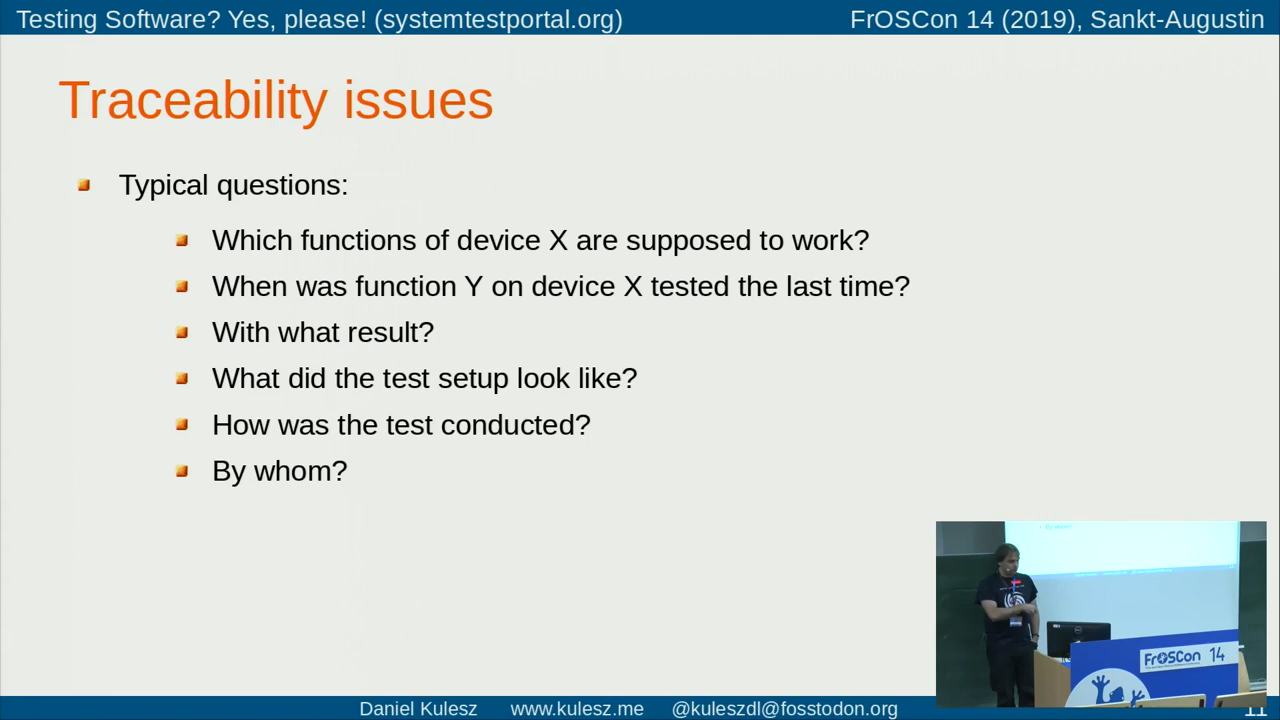 Testing Software? Yes, please! (systemtestportal.org)
FrOSCon 14 (2019), Sankt-Augustin
Traceability issues
Typical questions:
Which functions of device X are supposed to work?
When was function Y on device X tested the last time?
With what result?
What did the test setup look like?
How was the test conducted?
By whom?
By whom?
FrOSCon 14
Daniel Kulesz
www.kulesz.me
@kuleszdl@fosstodon.org
11